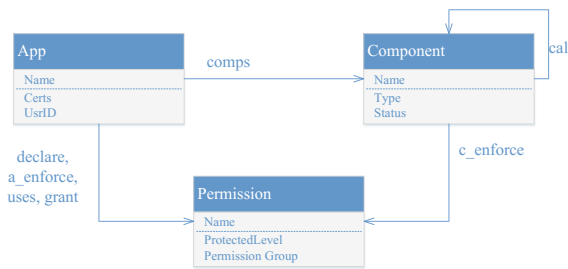 App
Name
Certs
UsrID
comps
Component
Name
Type
Status
cal
declare,
a_enforce,
uses, grant
c_enforce
Permission
Name
ProtectedLevel
Permission Group